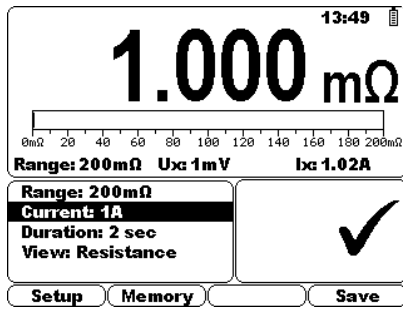 13:49
1.000 mΩ
0mΩ 20 40 60 80 100 120 140 160 180 200mΩ
Range: 200mΩ Ux: 1mV Ix: 1.02A
Range: 200mΩ
Current: 1A
Duration: 2 sec
View: Resistance
Setup Memory Save